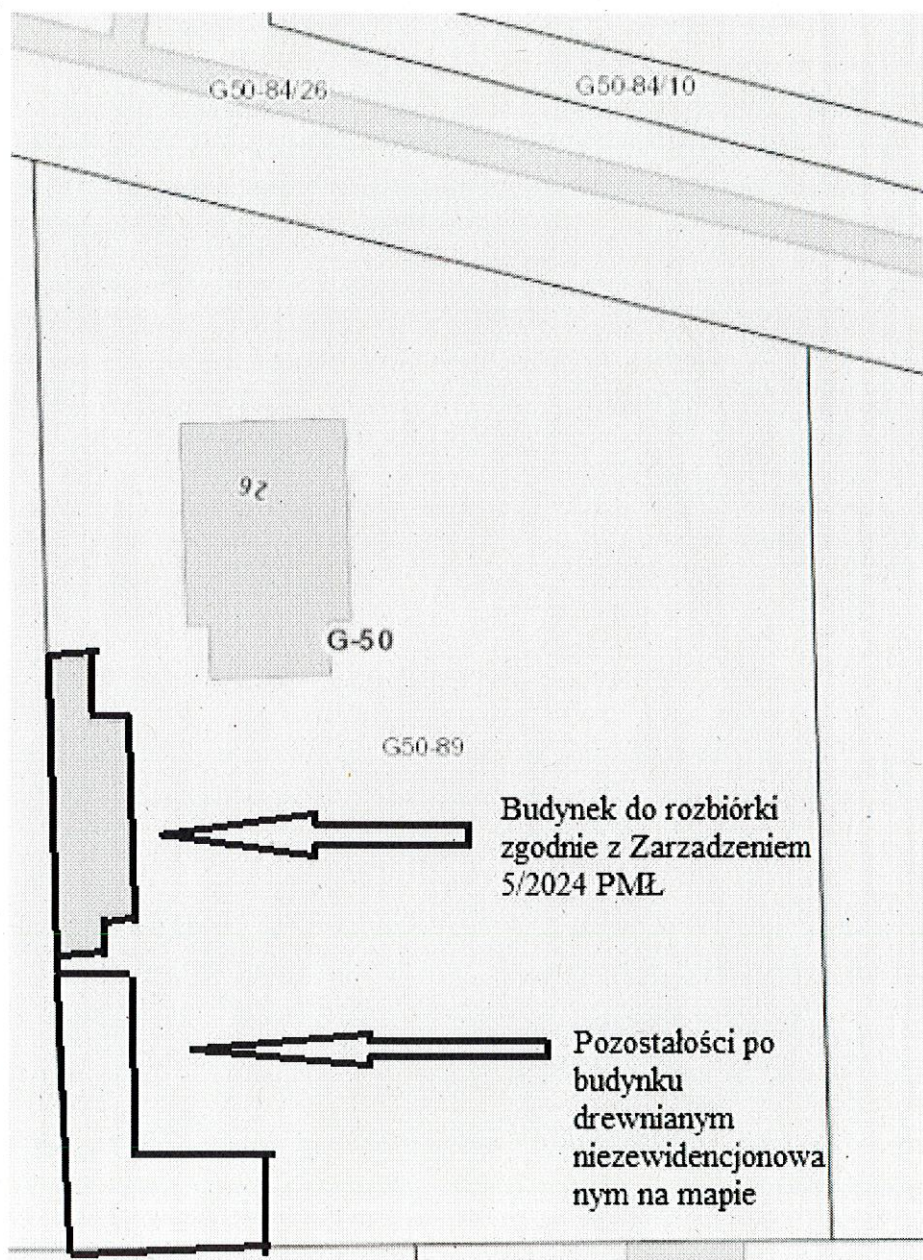 G50-84/26
G50-84/10
26
G-50
G50-89
Budynek do rozbiórki
zgodnie z Zarzadzeniem
5/2024 PMŁ
Pozostałości po
budynku
drewnianym
niezewidencjonowa
nym na mapie